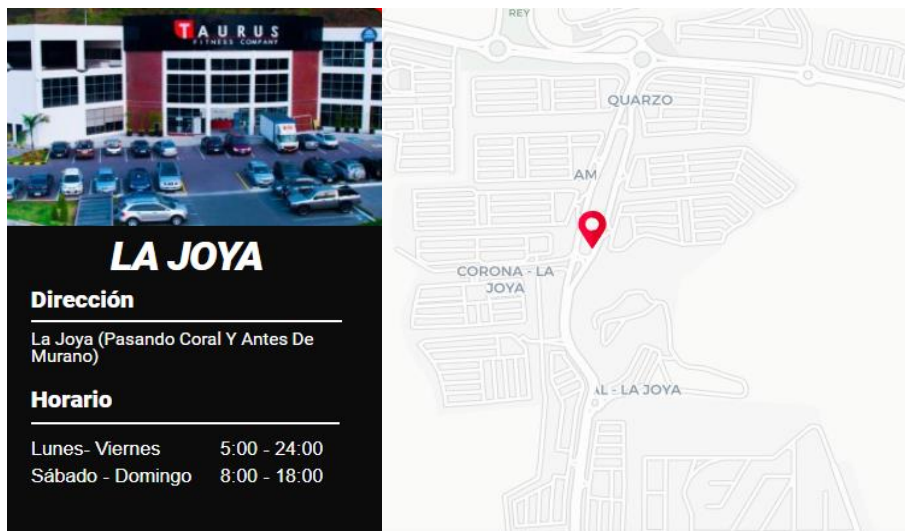 TAURUS
FITNESS COMPANY
LA JOYA
Dirección
La Joya (Pasando Coral Y Antes De
Murano)
Horario
Lunes- Viernes 5:00 - 24:00
Sábado - Domingo 8:00 - 18:00
REY
QUARZO
AM
CORONA - LA
JOYA
AL - LA JOYA